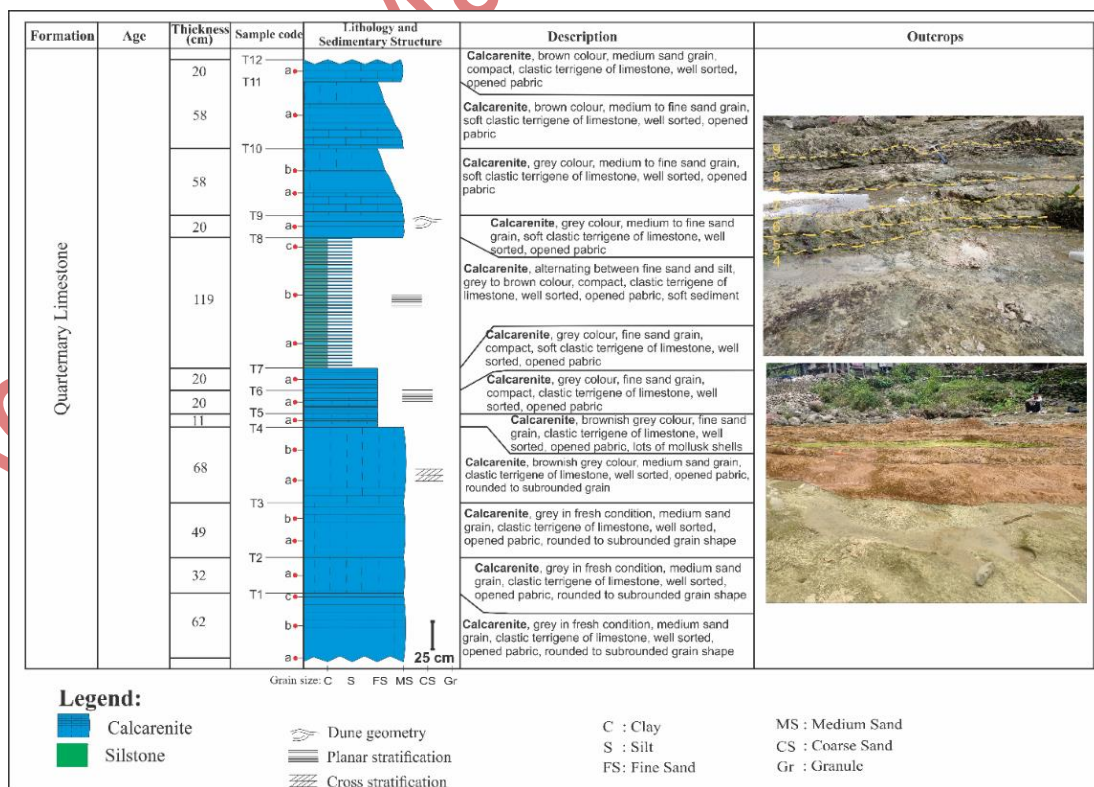 Formation
Age
Thickness
(cm)
Sample code
Lithology and
Sedimentary Structure
Description
Outcrops
Quarternary Limestone
20
58
58
20
119
20
20
11
68
49
32
62
T12
a
T11
a
T10
b
a
T9
a
T8
c
b
a
T7
a
T6
a
T5
a
T4
b
a
T3
b
a
T2
a
T1
c
b
a
25 cm
Grain size: C S FS MS CS Gr
Calcarenite, brown colour, medium sand grain,
compact, clastic terrigene of limestone, well sorted,
opened pabric
Calcarenite, brown colour, medium to fine sand grain,
soft clastic terrigene of limestone, well sorted, opened
pabric
Calcarenite, grey colour, medium to fine sand grain,
soft clastic terrigene of limestone, well sorted, opened
pabric
Calcarenite, grey colour, medium to fine sand
grain, soft clastic terrigene of limestone, well
sorted, opened pabric
Calcarenite, alternating between fine sand and silt,
grey to brown colour, compact, clastic terrigene of
limestone, well sorted, opened pabric, soft sediment
Calcarenite, grey colour, fine sand grain,
compact, soft clastic terrigene of limestone, well
sorted, opened pabric
Calcarenite, grey colour, fine sand grain,
compact, clastic terrigene of limestone, well
sorted, opened pabric
Calcarenite, brownish grey colour, fine sand
grain, clastic terrigene of limestone, well
sorted, opened pabric, lots of mollusk shells
Calcarenite, brownish grey colour, medium sand grain,
clastic terrigene of limestone, well sorted, opened pabric,
rounded to subrounded grain
Calcarenite, grey in fresh condition, medium sand
grain, clastic terrigene of limestone, well sorted,
opened pabric, rounded to subrounded grain shape
Calcarenite, grey in fresh condition, medium sand
grain, clastic terrigene of limestone, well sorted,
opened pabric, rounded to subrounded grain shape
Calcarenite, grey in fresh condition, medium sand
grain, clastic terrigene of limestone, well sorted,
opened pabric, rounded to subrounded grain shape
9
8
7
6
5
4
Legend:
Calcarenite
Silstone
Dune geometry
Planar stratification
Cross stratification
C : Clay
S : Silt
FS: Fine Sand
MS : Medium Sand
CS : Coarse Sand
Gr : Granule